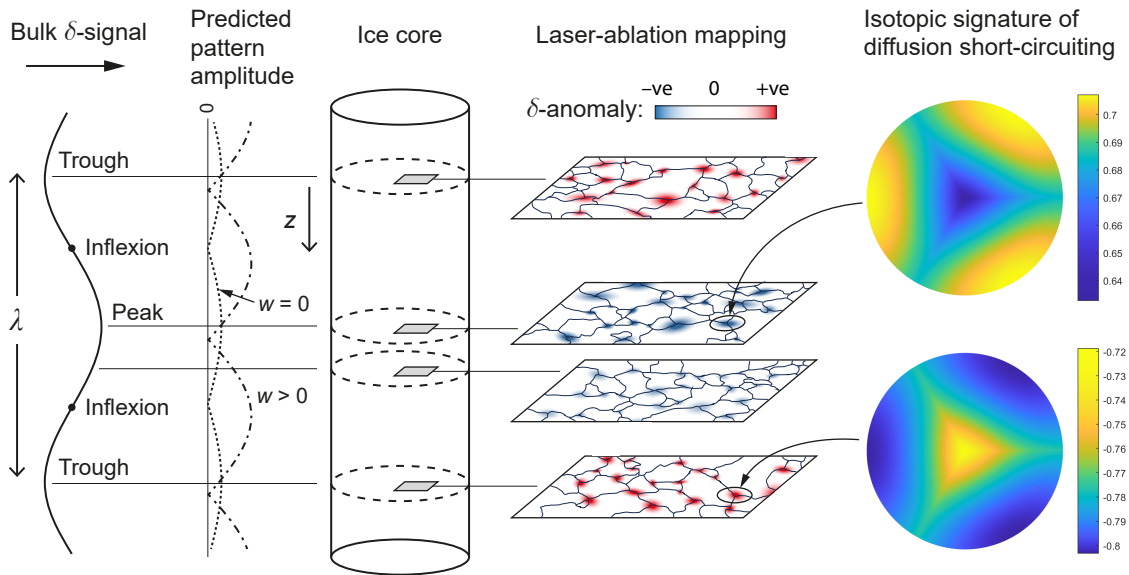 Bulk δ-signal
Predicted
pattern
amplitude
Ice core
Laser-ablation mapping
Isotopic signature of
diffusion short-circuiting
δ-anomaly:
–ve
0
+ve
0
Trough
z
Inflexion
w = 0
Peak
λ
w > 0
Inflexion
Trough
0.7
0.69
0.68
0.67
0.66
0.65
0.64
-0.72
-0.73
-0.74
-0.75
-0.76
-0.77
-0.78
-0.79
-0.8